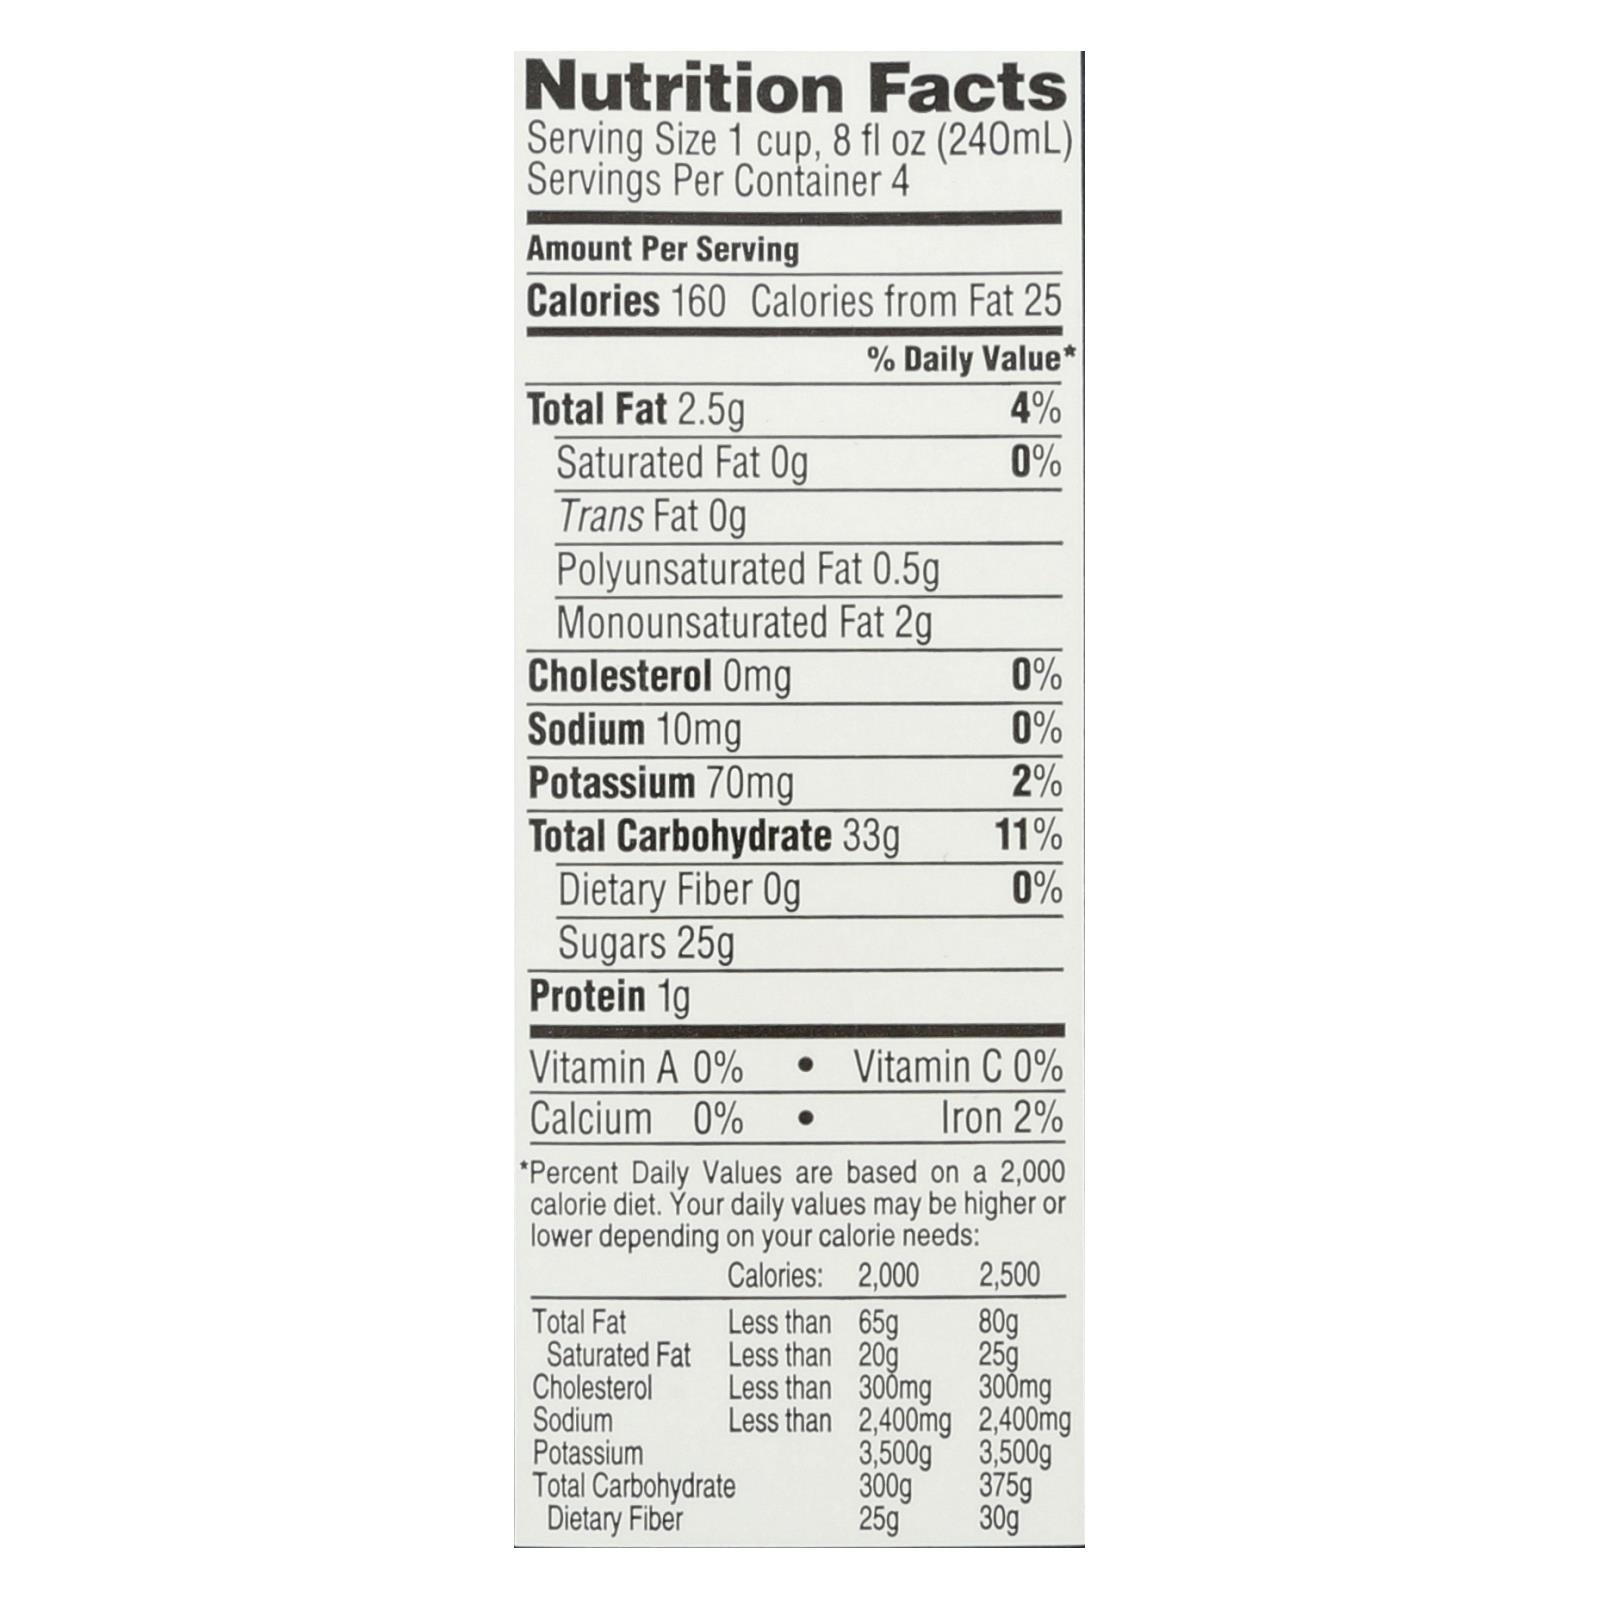 Nutrition Facts
Serving Size 1 cup, 8 fl oz (240mL)
Servings Per Container 4
Amount Per Serving
Calories 160 Calories from Fat 25
% Daily Value*
Total Fat 2.5g 4%
Saturated Fat 0g 0%
Trans Fat 0g
Polyunsaturated Fat 0.5g
Monounsaturated Fat 2g
Cholesterol 0mg 0%
Sodium 10mg 0%
Potassium 70mg 2%
Total Carbohydrate 33g 11%
Dietary Fiber 0g 0%
Sugars 25g
Protein 1g
Vitamin A 0% • Vitamin C 0%
Calcium 0% • Iron 2%
*Percent Daily Values are based on a 2,000
calorie diet. Your daily values may be higher or
lower depending on your calorie needs:
Calories: 2,000 2,500
Total Fat Less than 65g 80g
Saturated Fat Less than 20g 25g
Cholesterol Less than 300mg 300mg
Sodium Less than 2,400mg 2,400mg
Potassium 3,500g 3,500g
Total Carbohydrate 300g 375g
Dietary Fiber 25g 30g